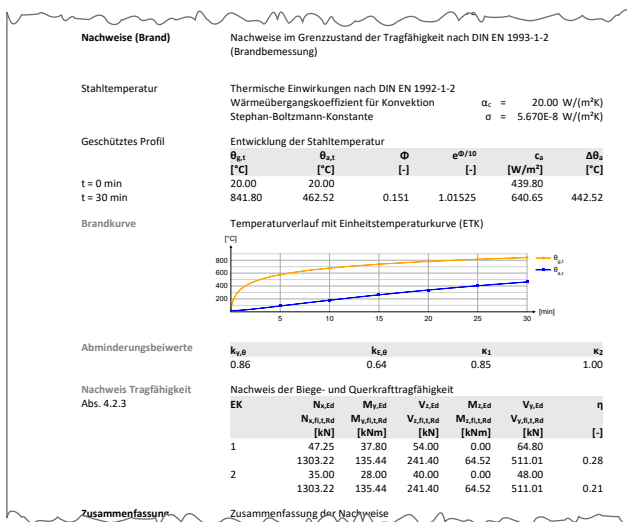 Nachweise (Brand) Nachweise im Grenzzustand der Tragfähigkeit nach DIN EN 1993-1-2
(Brandbemessung)
Stahltemperatur Thermische Einwirkungen nach DIN EN 1992-1-2
Wärmeübergangskoeffizient für Konvektion αc = 20.00 W/(m²K)
Stephan-Boltzmann-Konstante σ = 5.670E-8 W/(m²K)
Geschütztes Profil Entwicklung der Stahltemperatur
θg,t θa,t Φ e^Φ/10 ca Δθa
[°C] [°C] [-] [-] [W/m²] [°C]
t = 0 min 20.00 20.00 439.80
t = 30 min 841.80 462.52 0.151 1.01525 640.65 442.52
Brandkurve Temperaturverlauf mit Einheitstemperaturkurve (ETK)
[°C]
800
600
400
200
θg,t
θa,t
5 10 15 20 25 30 [min]
Abminderungsbeiwerte ky,θ kE,θ κ1 κ2
0.86 0.64 0.85 1.00
Nachweis Tragfähigkeit Nachweis der Biege- und Querkrafttragfähigkeit
Abs. 4.2.3 EK Nx,Ed My,Ed Vz,Ed Mz,Ed Vy,Ed η
Nx,fi,t,Rd My,fi,t,Rd Vz,fi,t,Rd Mz,fi,t,Rd Vy,fi,t,Rd
[kN] [kNm] [kN] [kNm] [kN] [-]
1 47.25 37.80 54.00 0.00 64.80
1303.22 135.44 241.40 64.52 511.01 0.28
2 35.00 28.00 40.00 0.00 48.00
1303.22 135.44 241.40 64.52 511.01 0.21
Zusammenfassung Zusammenfassung der Nachweise